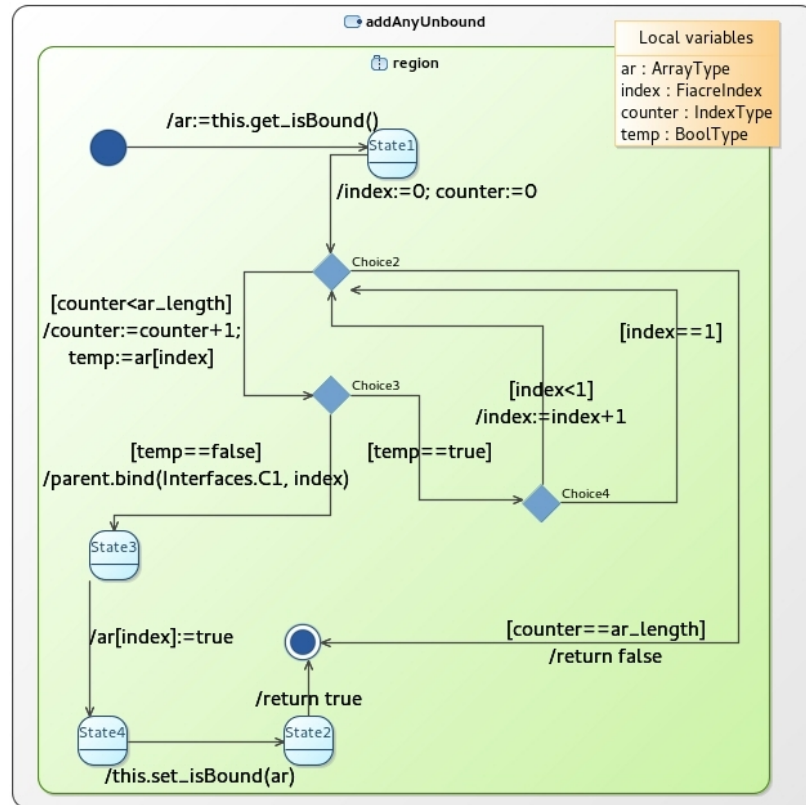 addAnyUnbound
region
Local variables
ar : ArrayType
index : FiacreIndex
counter : IndexType
temp : BoolType
/ar:=this.get_isBound()
State1
/index:=0; counter:=0
Choice2
[counter<ar_length]
/counter:=counter+1;
temp:=ar[index]
[index==1]
Choice3
[index<1]
/index:=index+1
[temp==false]
/parent.bind(Interfaces.C1, index)
[temp==true]
Choice4
State3
/ar[index]:=true
[counter==ar_length]
/return false
/return true
State4
State2
/this.set_isBound(ar)